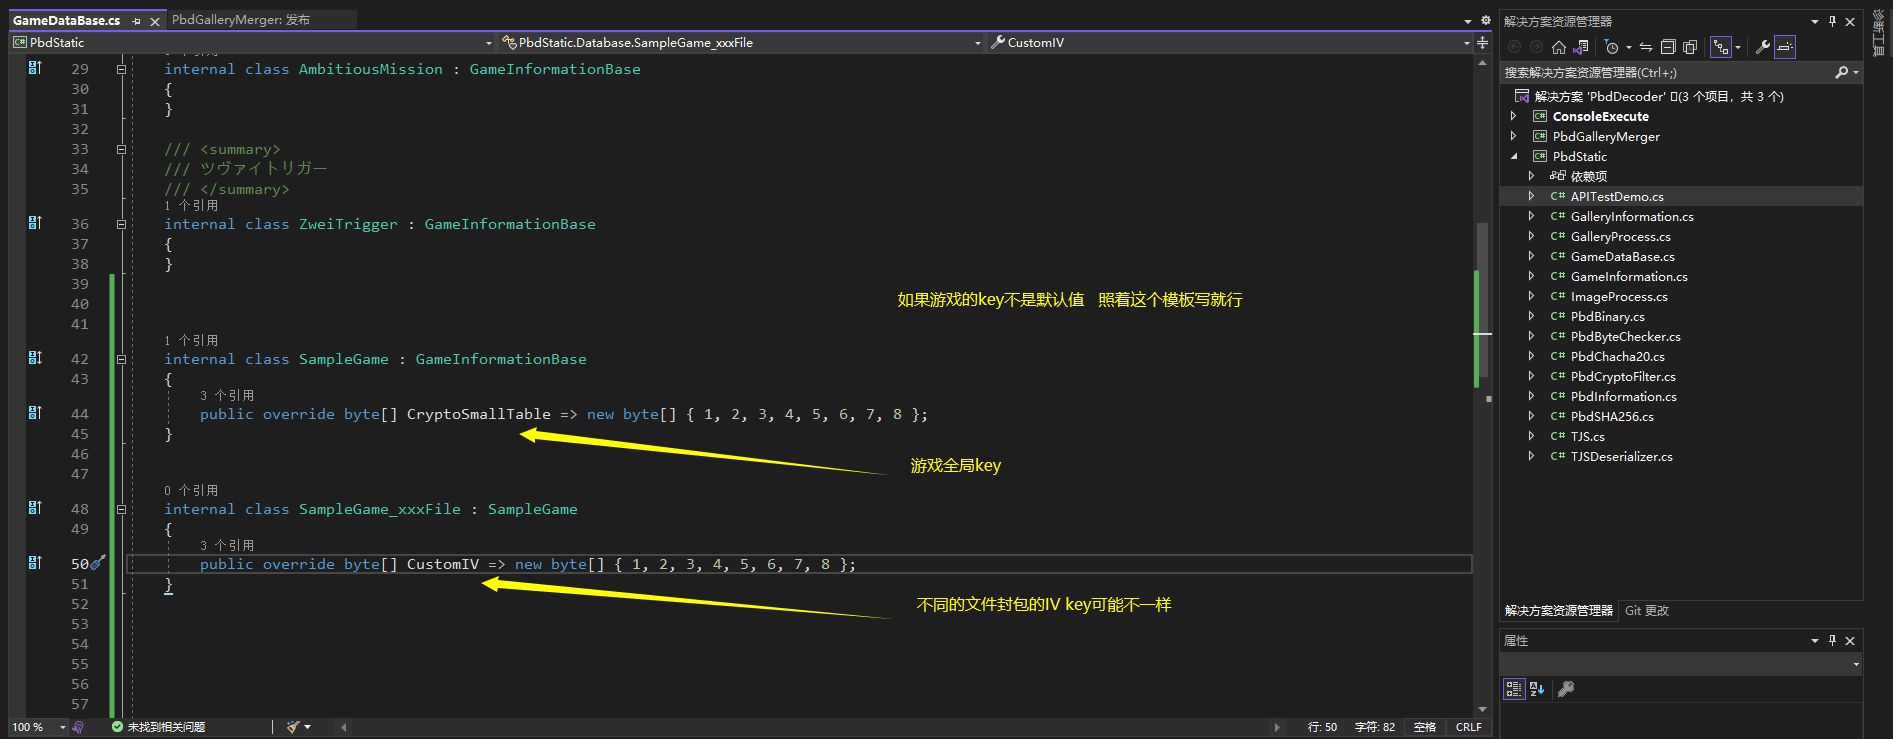 GameDataBase.cs
PbdGalleryMerger: 发布
PbdStatic
PbdStatic.Database.SampleGame_xxxFile
CustomIV
29 internal class AmbitiousMission : GameInformationBase
30 {
31 }
32
33 /// <summary>
34 /// ツヴァイトリガー
35 /// </summary>
1 个引用
36 internal class ZweiTrigger : GameInformationBase
37 {
38 }
39
40
如果游戏的key不是默认值 照着这个模板写就行
41
1 个引用
42 internal class SampleGame : GameInformationBase
43 {
3 个引用
44 public override byte[] CryptoSmallTable => new byte[] { 1, 2, 3, 4, 5, 6, 7, 8 };
45 }
46
游戏全局key
47
0 个引用
48 internal class SampleGame_xxxFile : SampleGame
49 {
3 个引用
50 public override byte[] CustomIV => new byte[] { 1, 2, 3, 4, 5, 6, 7, 8 };
51 }
52
不同的文件封包的IV key可能不一样
53
54
55
56
57
100 %
未找到相关问题
行: 50
字符: 82
空格
CRLF
解决方案资源管理器
搜索解决方案资源管理器(Ctrl+;)
解决方案 'PbdDecoder' (3 个项目，共 3 个)
ConsoleExecute
PbdGalleryMerger
PbdStatic
依赖项
APITestDemo.cs
GalleryInformation.cs
GalleryProcess.cs
GameDataBase.cs
GameInformation.cs
ImageProcess.cs
PbdBinary.cs
PbdByteChecker.cs
PbdChacha20.cs
PbdCryptoFilter.cs
PbdInformation.cs
PbdSHA256.cs
TJS.cs
TJSDeserializer.cs
解决方案资源管理器
Git 更改
属性
诊断工具